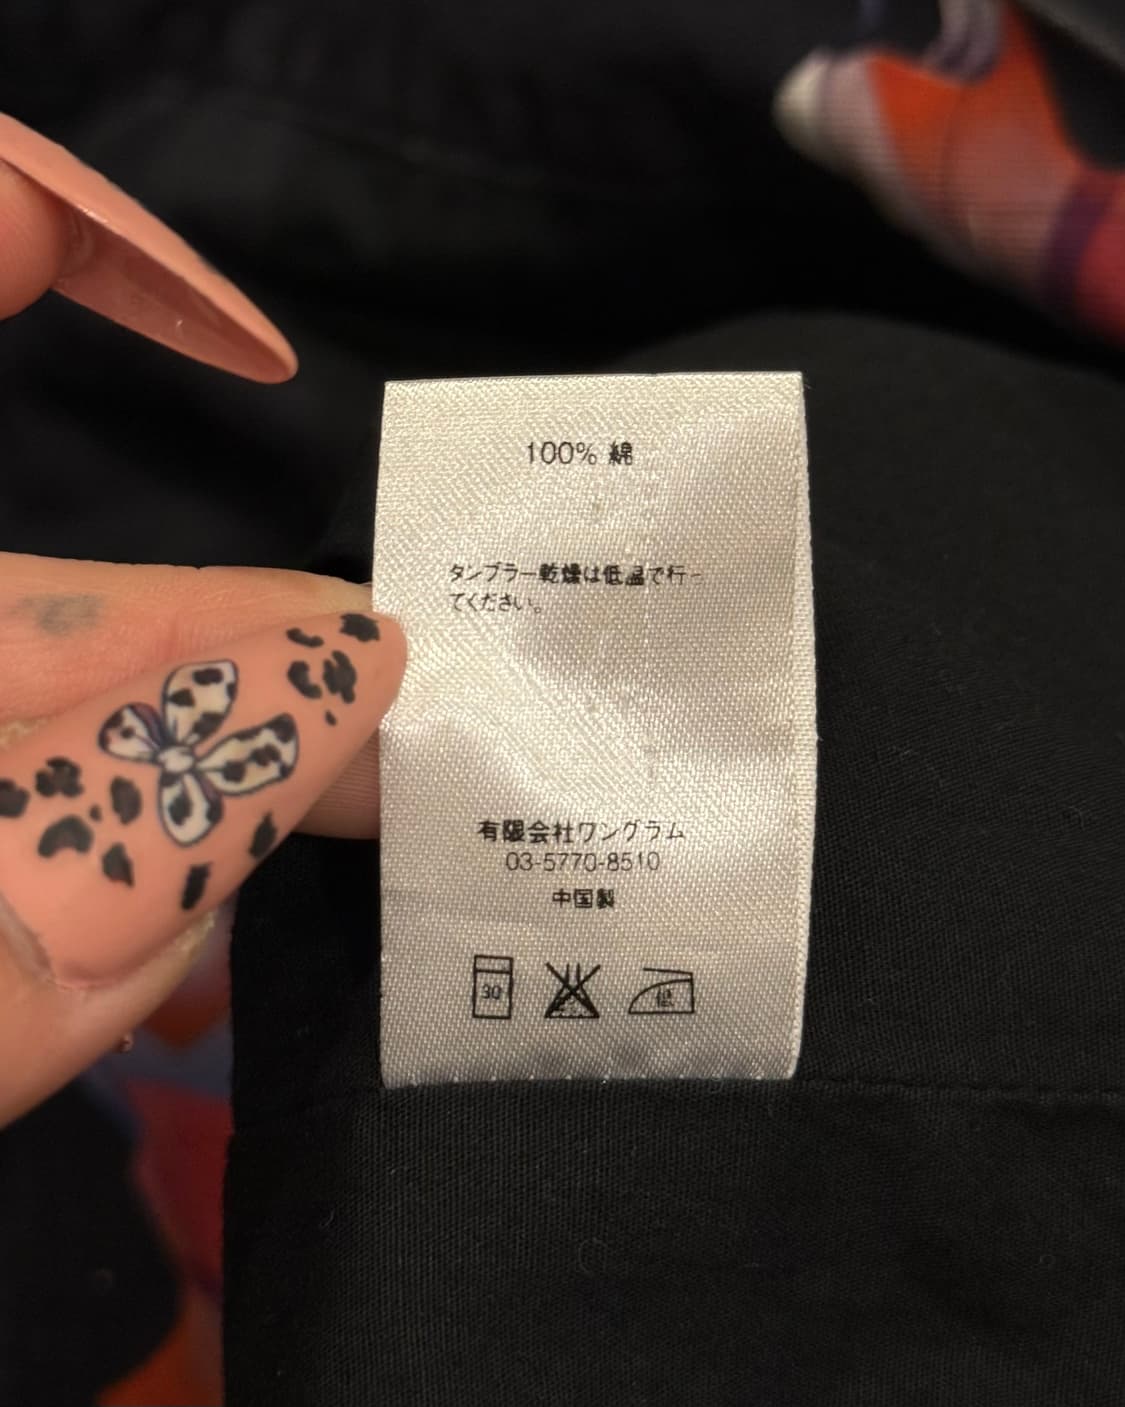 100% 綿
タンブラー乾燥は低温で行っ
てください。
有限会社ワングラム
03-5770-8510
中国製
30 低